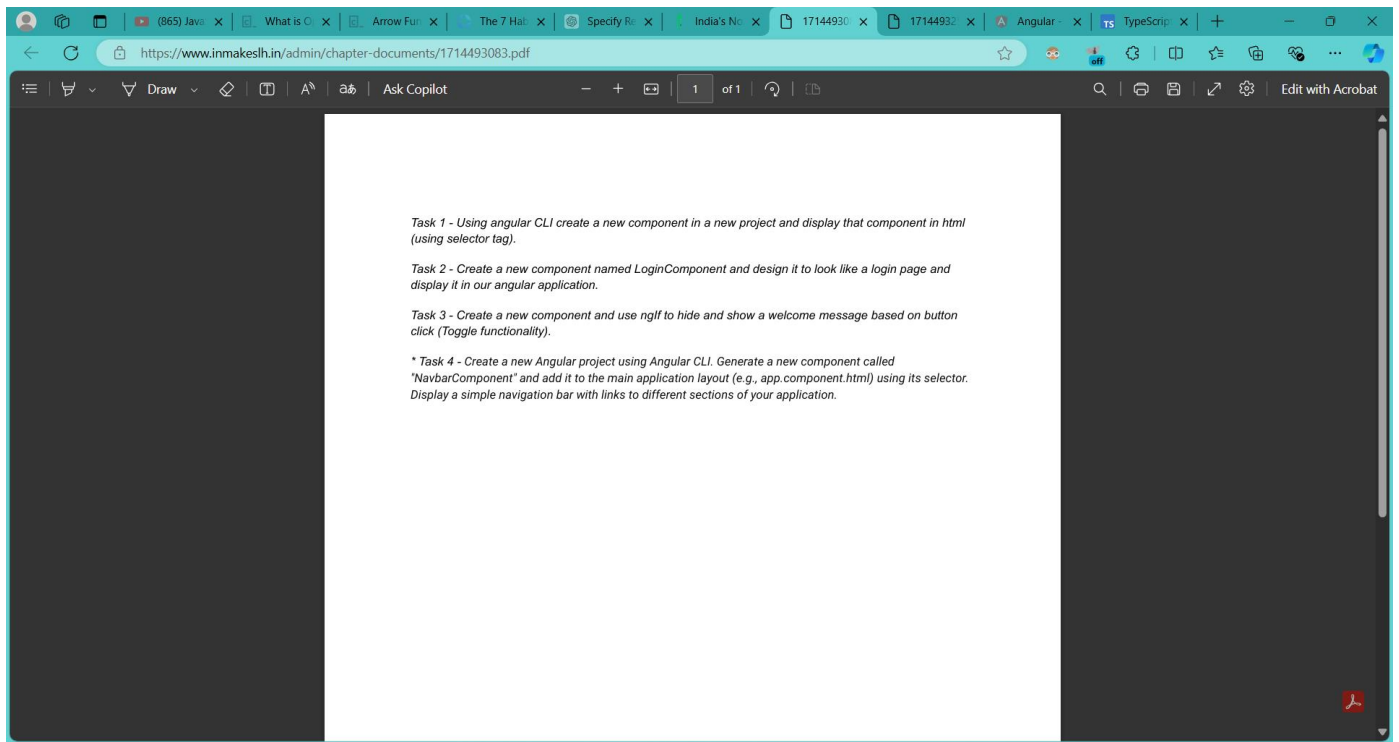 (865) Java
What is O
Arrow Fun
The 7 Hab
Specify Re
India's No
17144930
17144932
Angular -
TS
TypeScrip
https://www.inmakeslh.in/admin/chapter-documents/1714493083.pdf
off
Draw
aあ
Ask Copilot
1 of 1
Edit with Acrobat
Task 1 - Using angular CLI create a new component in a new project and display that component in html
(using selector tag).
Task 2 - Create a new component named LoginComponent and design it to look like a login page and
display it in our angular application.
Task 3 - Create a new component and use ngIf to hide and show a welcome message based on button
click (Toggle functionality).
* Task 4 - Create a new Angular project using Angular CLI. Generate a new component called
"NavbarComponent" and add it to the main application layout (e.g., app.component.html) using its selector.
Display a simple navigation bar with links to different sections of your application.